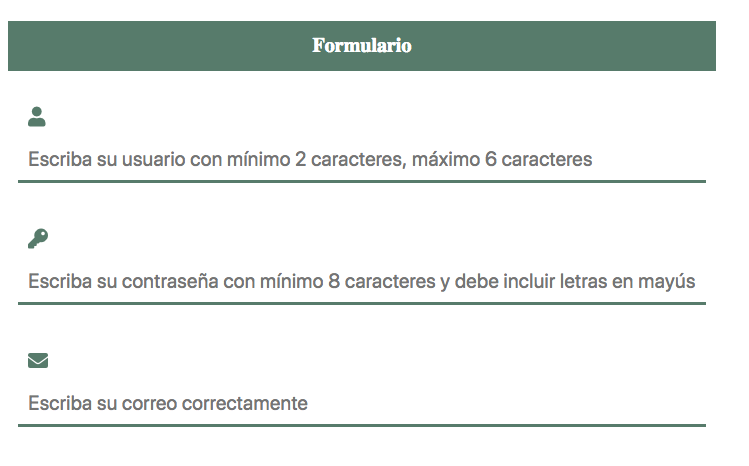 Formulario
Escriba su usuario con mínimo 2 caracteres, máximo 6 caracteres
Escriba su contraseña con mínimo 8 caracteres y debe incluir letras en mayús
Escriba su correo correctamente